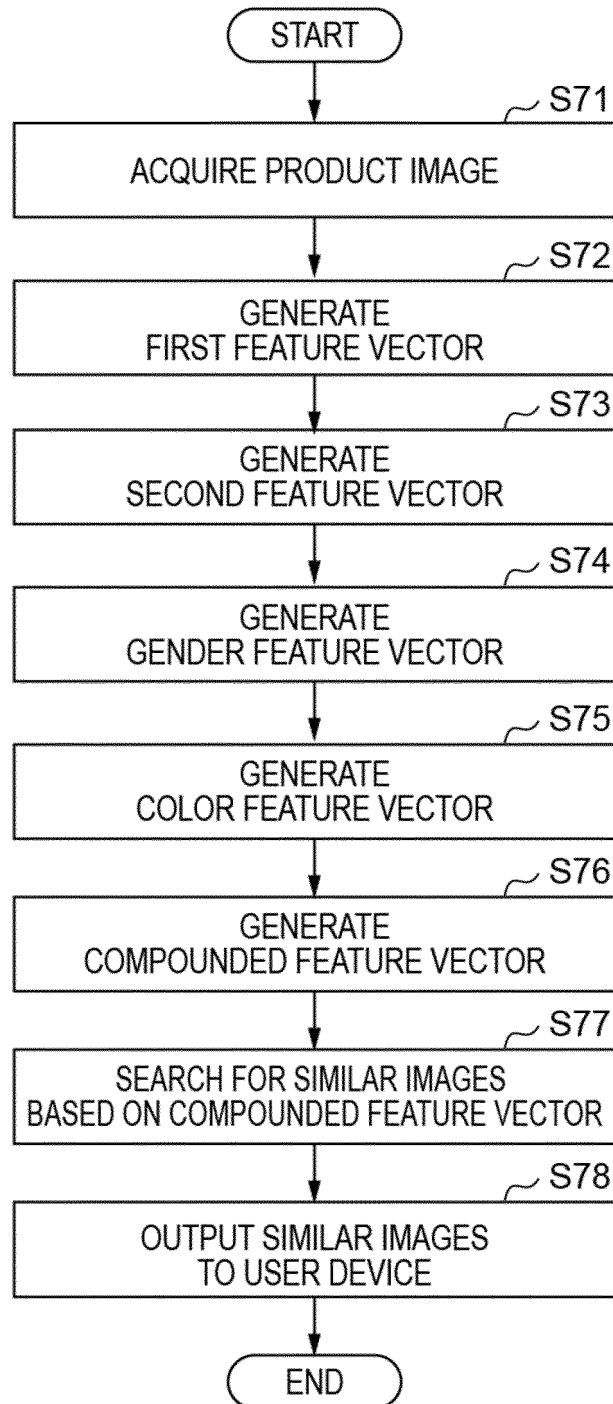 START
S71
ACQUIRE PRODUCT IMAGE
S72
GENERATE
FIRST FEATURE VECTOR
S73
GENERATE
SECOND FEATURE VECTOR
S74
GENERATE
GENDER FEATURE VECTOR
S75
GENERATE
COLOR FEATURE VECTOR
S76
GENERATE
COMPOUNDED FEATURE VECTOR
S77
SEARCH FOR SIMILAR IMAGES
BASED ON COMPOUNDED FEATURE VECTOR
S78
OUTPUT SIMILAR IMAGES
TO USER DEVICE
END